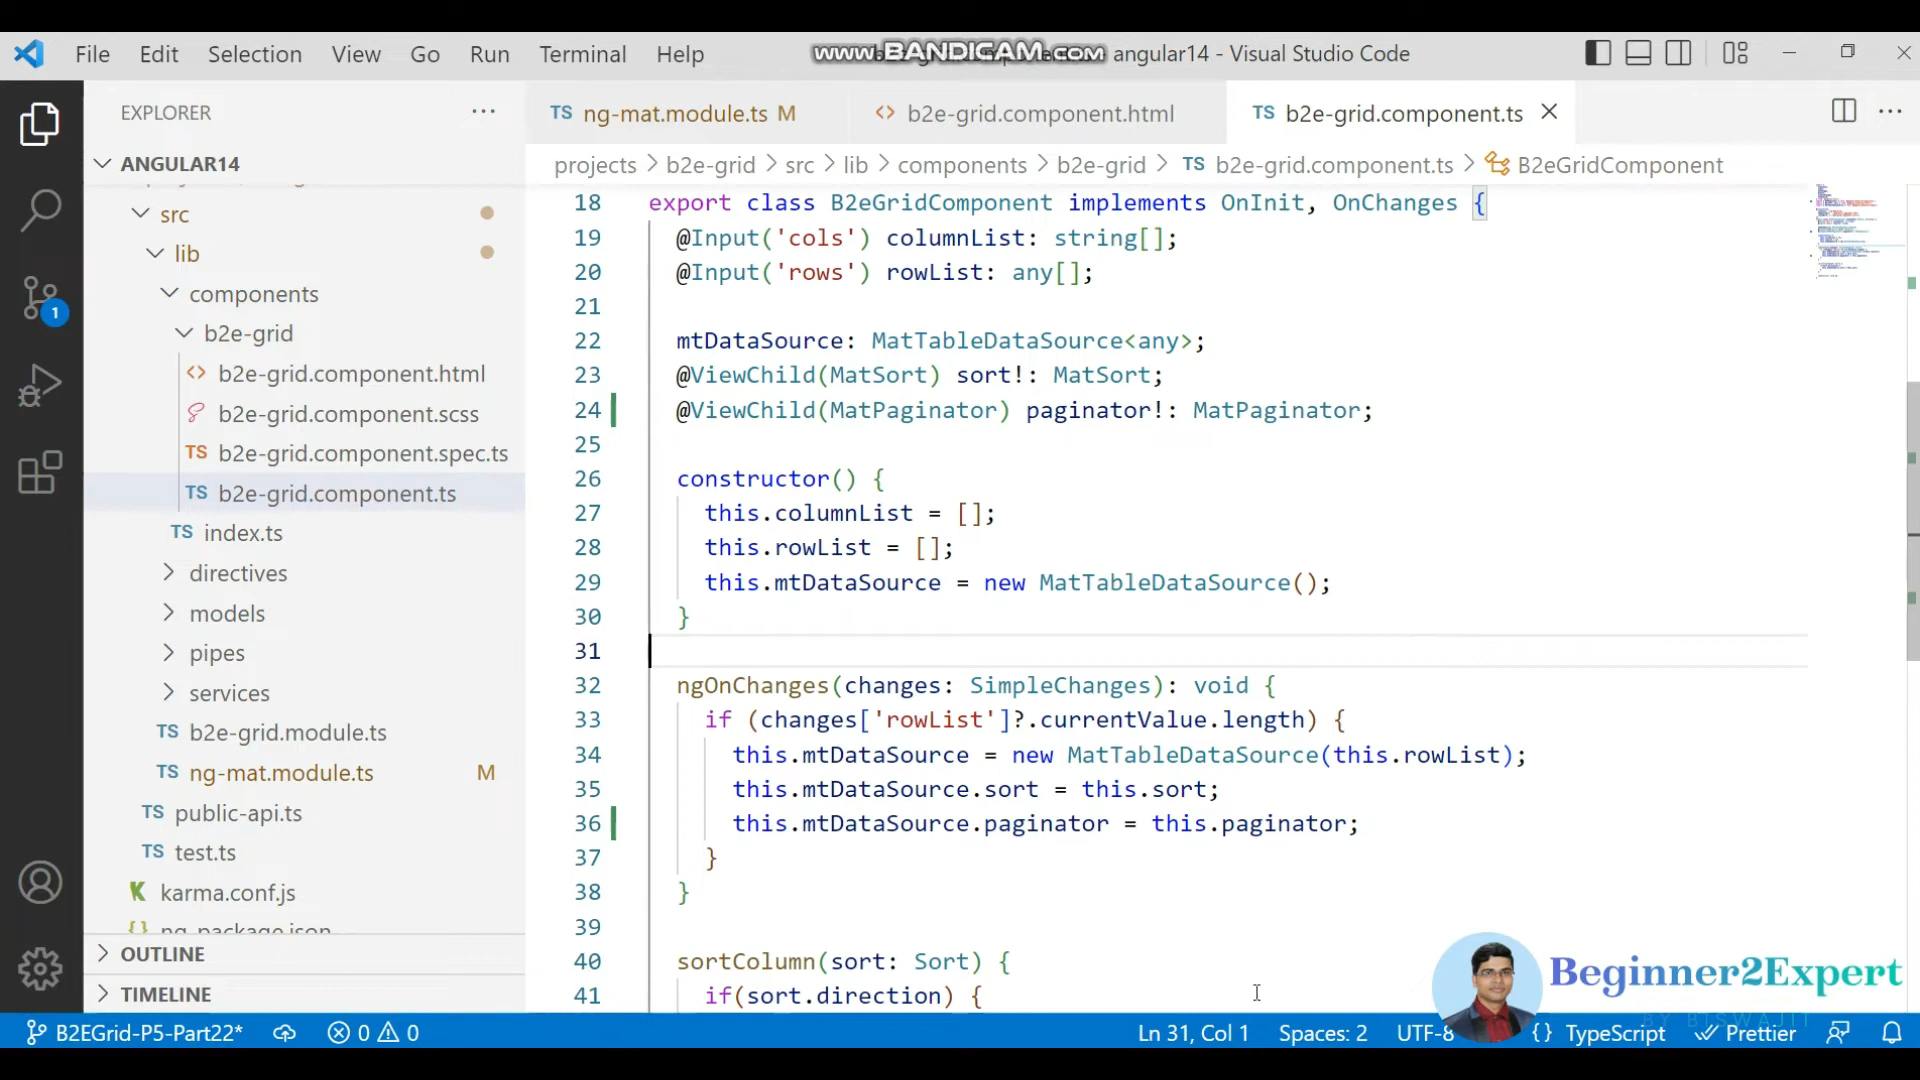 File Edit Selection View Go Run Terminal Help www.BANDICAM.com angular14 - Visual Studio Code
EXPLORER
ANGULAR14
src
lib
components
b2e-grid
b2e-grid.component.html
b2e-grid.component.scss
TS b2e-grid.component.spec.ts
TS b2e-grid.component.ts
TS index.ts
directives
models
pipes
services
TS b2e-grid.module.ts
TS ng-mat.module.ts M
TS public-api.ts
TS test.ts
K karma.conf.js
{} ng-package.json
OUTLINE
TIMELINE
1
TS ng-mat.module.ts M <> b2e-grid.component.html TS b2e-grid.component.ts
projects > b2e-grid > src > lib > components > b2e-grid > TS b2e-grid.component.ts > B2eGridComponent
18 export class B2eGridComponent implements OnInit, OnChanges {
19 @Input('cols') columnList: string[];
20 @Input('rows') rowList: any[];
21
22 mtDataSource: MatTableDataSource<any>;
23 @ViewChild(MatSort) sort!: MatSort;
24 @ViewChild(MatPaginator) paginator!: MatPaginator;
25
26 constructor() {
27 this.columnList = [];
28 this.rowList = [];
29 this.mtDataSource = new MatTableDataSource();
30 }
31
32 ngOnChanges(changes: SimpleChanges): void {
33 if (changes['rowList']?.currentValue.length) {
34 this.mtDataSource = new MatTableDataSource(this.rowList);
35 this.mtDataSource.sort = this.sort;
36 this.mtDataSource.paginator = this.paginator;
37 }
38 }
39
40 sortColumn(sort: Sort) {
41 if(sort.direction) {
Beginner2Expert
BY BISWAJIT
B2EGrid-P5-Part22* 0 0 Ln 31, Col 1 Spaces: 2 UTF-8 {} TypeScript Prettier